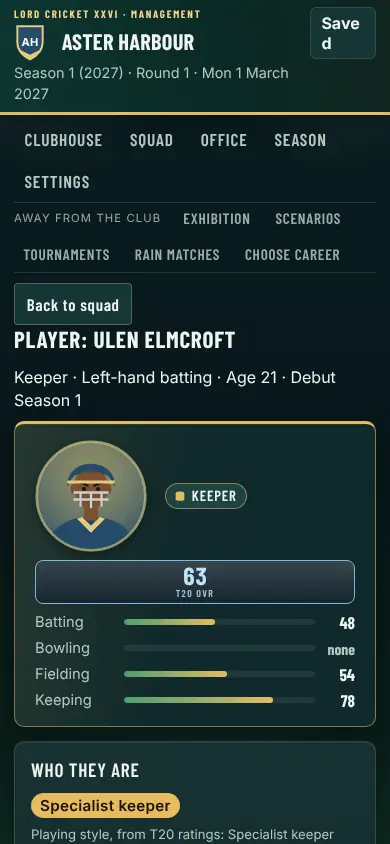 LORD CRICKET XXVI · MANAGEMENT
AH
ASTER HARBOUR
Save
d
Season 1 (2027) · Round 1 · Mon 1 March
2027
CLUBHOUSE SQUAD OFFICE SEASON
SETTINGS
AWAY FROM THE CLUB EXHIBITION SCENARIOS
TOURNAMENTS RAIN MATCHES CHOOSE CAREER
Back to squad
PLAYER: ULEN ELMCROFT
Keeper · Left-hand batting · Age 21 · Debut
Season 1
KEEPER
63
T20 OVR
Batting 48
Bowling none
Fielding 54
Keeping 78
WHO THEY ARE
Specialist keeper
Playing style, from T20 ratings: Specialist keeper